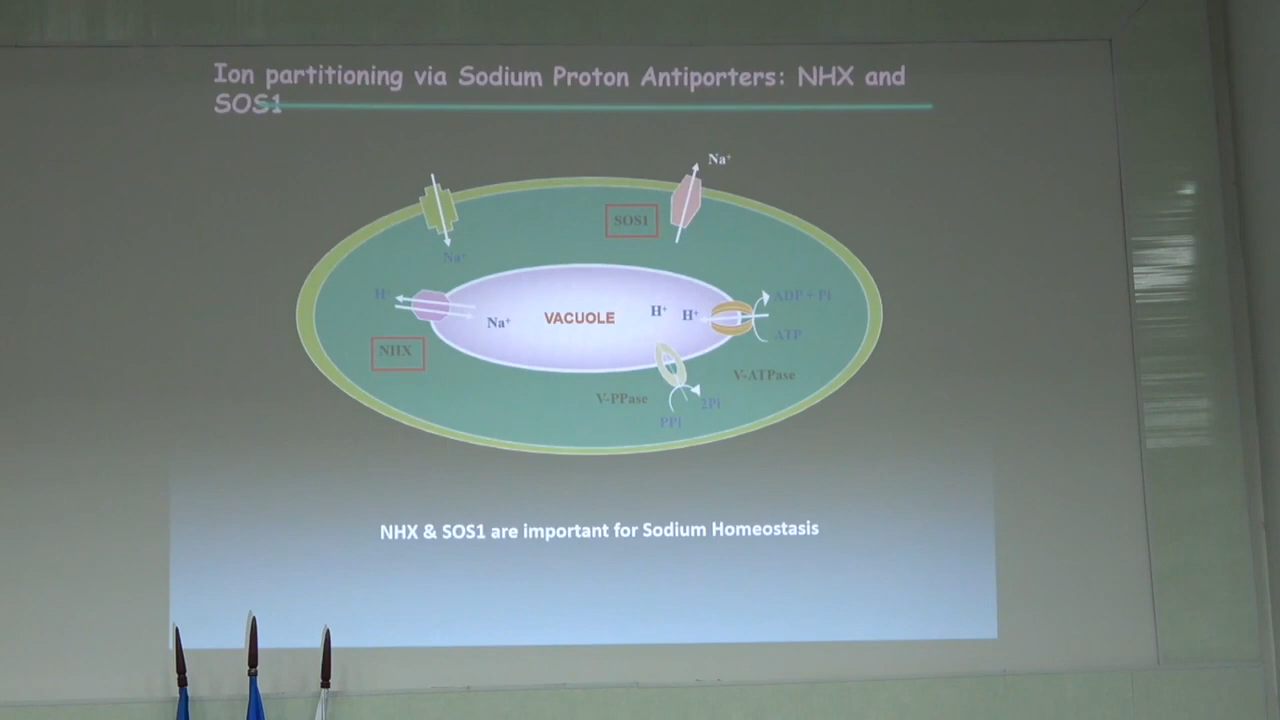 Ion partitioning via Sodium Proton Antiporters: NHX and
SOS1
Na⁺
SOS1
Na⁺
H⁺
Na⁺
VACUOLE
H⁺
H⁺
ADP + Pi
ATP
NHX
V-ATPase
V-PPase
2Pi
PPi
NHX & SOS1 are important for Sodium Homeostasis